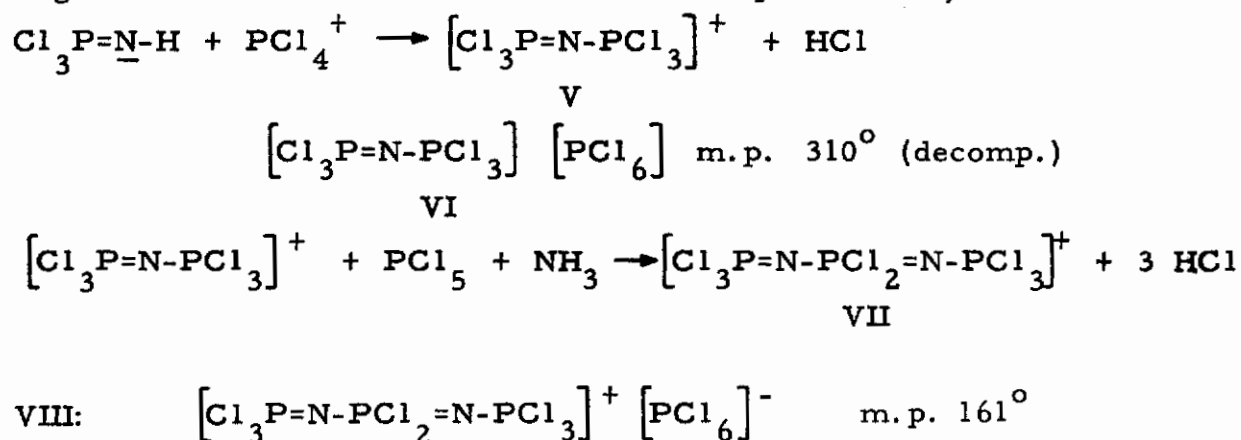 Cl₃P=N-H + PCl₄⁺ → [Cl₃P=N-PCl₃]⁺ + HCl
V
[Cl₃P=N-PCl₃] [PCl₆] m.p. 310° (decomp.)
VI
[Cl₃P=N-PCl₃]⁺ + PCl₅ + NH₃ → [Cl₃P=N-PCl₂=N-PCl₃]⁺ + 3 HCl
VII
VIII: [Cl₃P=N-PCl₂=N-PCl₃]⁺ [PCl₆]⁻ m.p. 161°